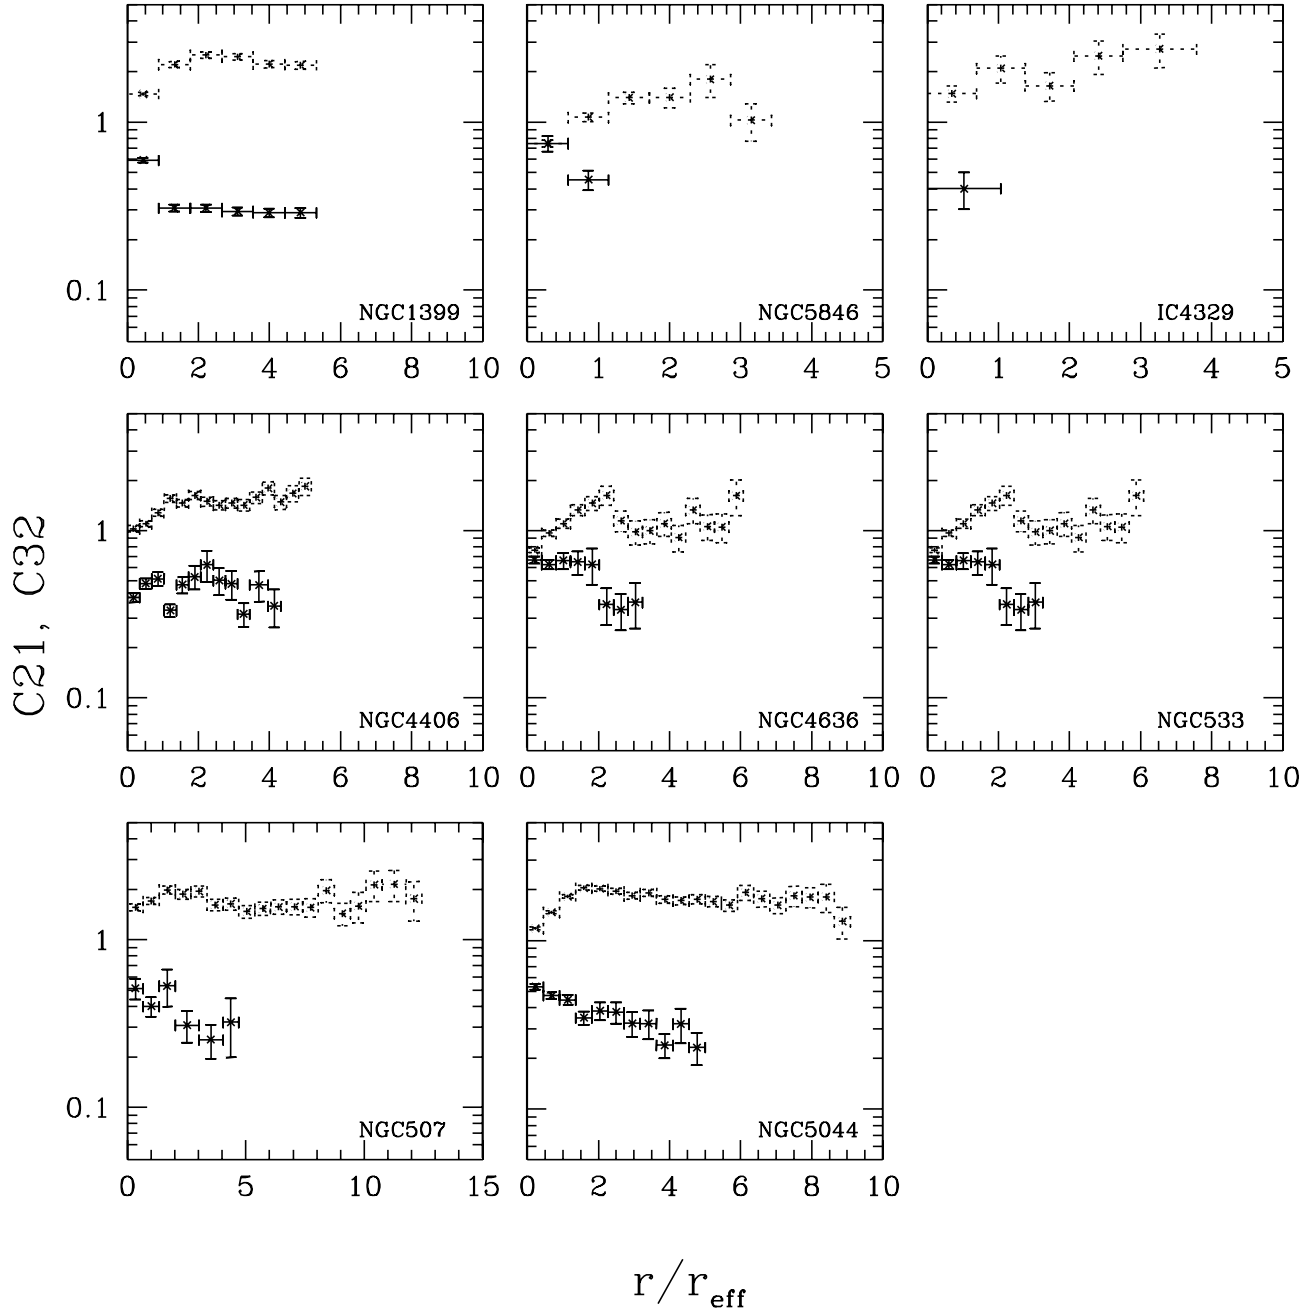 1
0.1
NGC1399
0 2 4 6 8 10
NGC5846
0 1 2 3 4 5
IC4329
0 1 2 3 4 5
C21, C32
1
0.1
NGC4406
0 2 4 6 8 10
NGC4636
0 2 4 6 8 10
NGC533
0 2 4 6 8 10
1
0.1
NGC507
0 5 10 15
NGC5044
0 2 4 6 8 10
r/r_eff